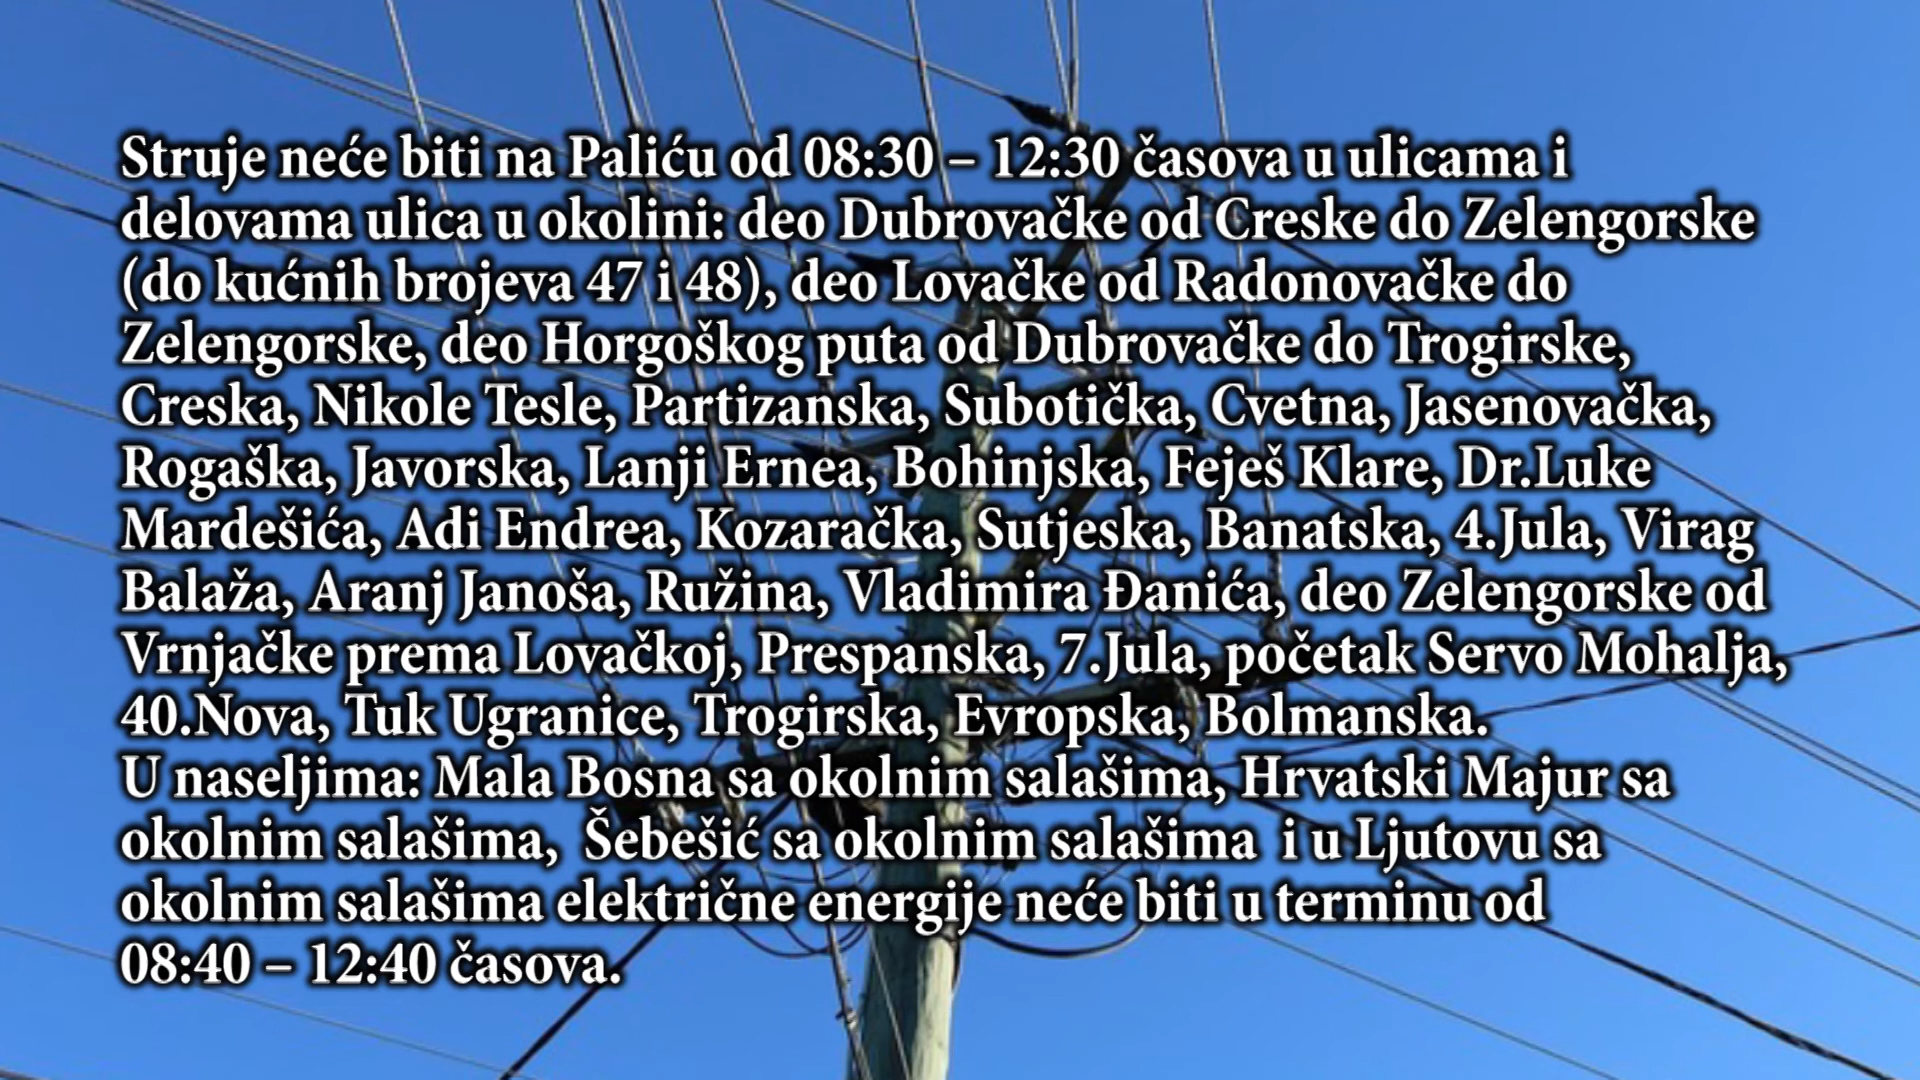 Struje neće biti na Paliću od 08:30 – 12:30 časova u ulicama i
delovama ulica u okolini: deo Dubrovačke od Creske do Zelengorske
(do kućnih brojeva 47 i 48), deo Lovačke od Radonovačke do
Zelengorske, deo Horgoškog puta od Dubrovačke do Trogirske,
Creska, Nikole Tesle, Partizanska, Subotička, Cvetna, Jasenovačka,
Rogaška, Javorska, Lanji Ernea, Bohinjska, Feješ Klare, Dr.Luke
Mardešića, Adi Endrea, Kozaračka, Sutjeska, Banatska, 4.Jula, Virag
Balaža, Aranj Janoša, Ružina, Vladimira Đanića, deo Zelengorske od
Vrnjačke prema Lovačkoj, Prespanska, 7.Jula, početak Servo Mohalja,
40.Nova, Tuk Ugranice, Trogirska, Evropska, Bolmanska.
U naseljima: Mala Bosna sa okolnim salašima, Hrvatski Majur sa
okolnim salašima,  Šebešić sa okolnim salašima  i u Ljutovu sa
okolnim salašima električne energije neće biti u terminu od
08:40 – 12:40 časova.